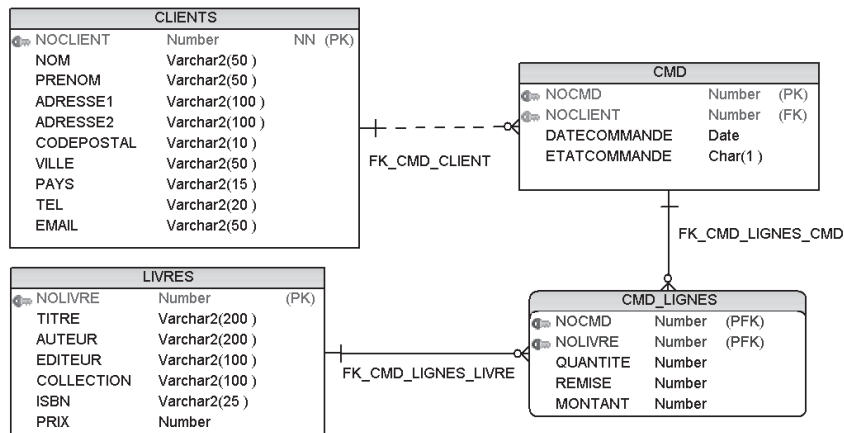 CLIENTS
NOCLIENT Number NN (PK)
NOM Varchar2(50 )
PRENOM Varchar2(50 )
ADRESSE1 Varchar2(100 )
ADRESSE2 Varchar2(100 )
CODEPOSTAL Varchar2(10 )
VILLE Varchar2(50 )
PAYS Varchar2(15 )
TEL Varchar2(20 )
EMAIL Varchar2(50 )
FK_CMD_CLIENT
CMD
NOCMD Number (PK)
NOCLIENT Number (FK)
DATECOMMANDE Date
ETATCOMMANDE Char(1 )
FK_CMD_LIGNES_CMD
LIVRES
NOLIVRE Number (PK)
TITRE Varchar2(200 )
AUTEUR Varchar2(200 )
EDITEUR Varchar2(100 )
COLLECTION Varchar2(100 )
ISBN Varchar2(25 )
PRIX Number
FK_CMD_LIGNES_LIVRE
CMD_LIGNES
NOCMD Number (PFK)
NOLIVRE Number (PFK)
QUANTITE Number
REMISE Number
MONTANT Number